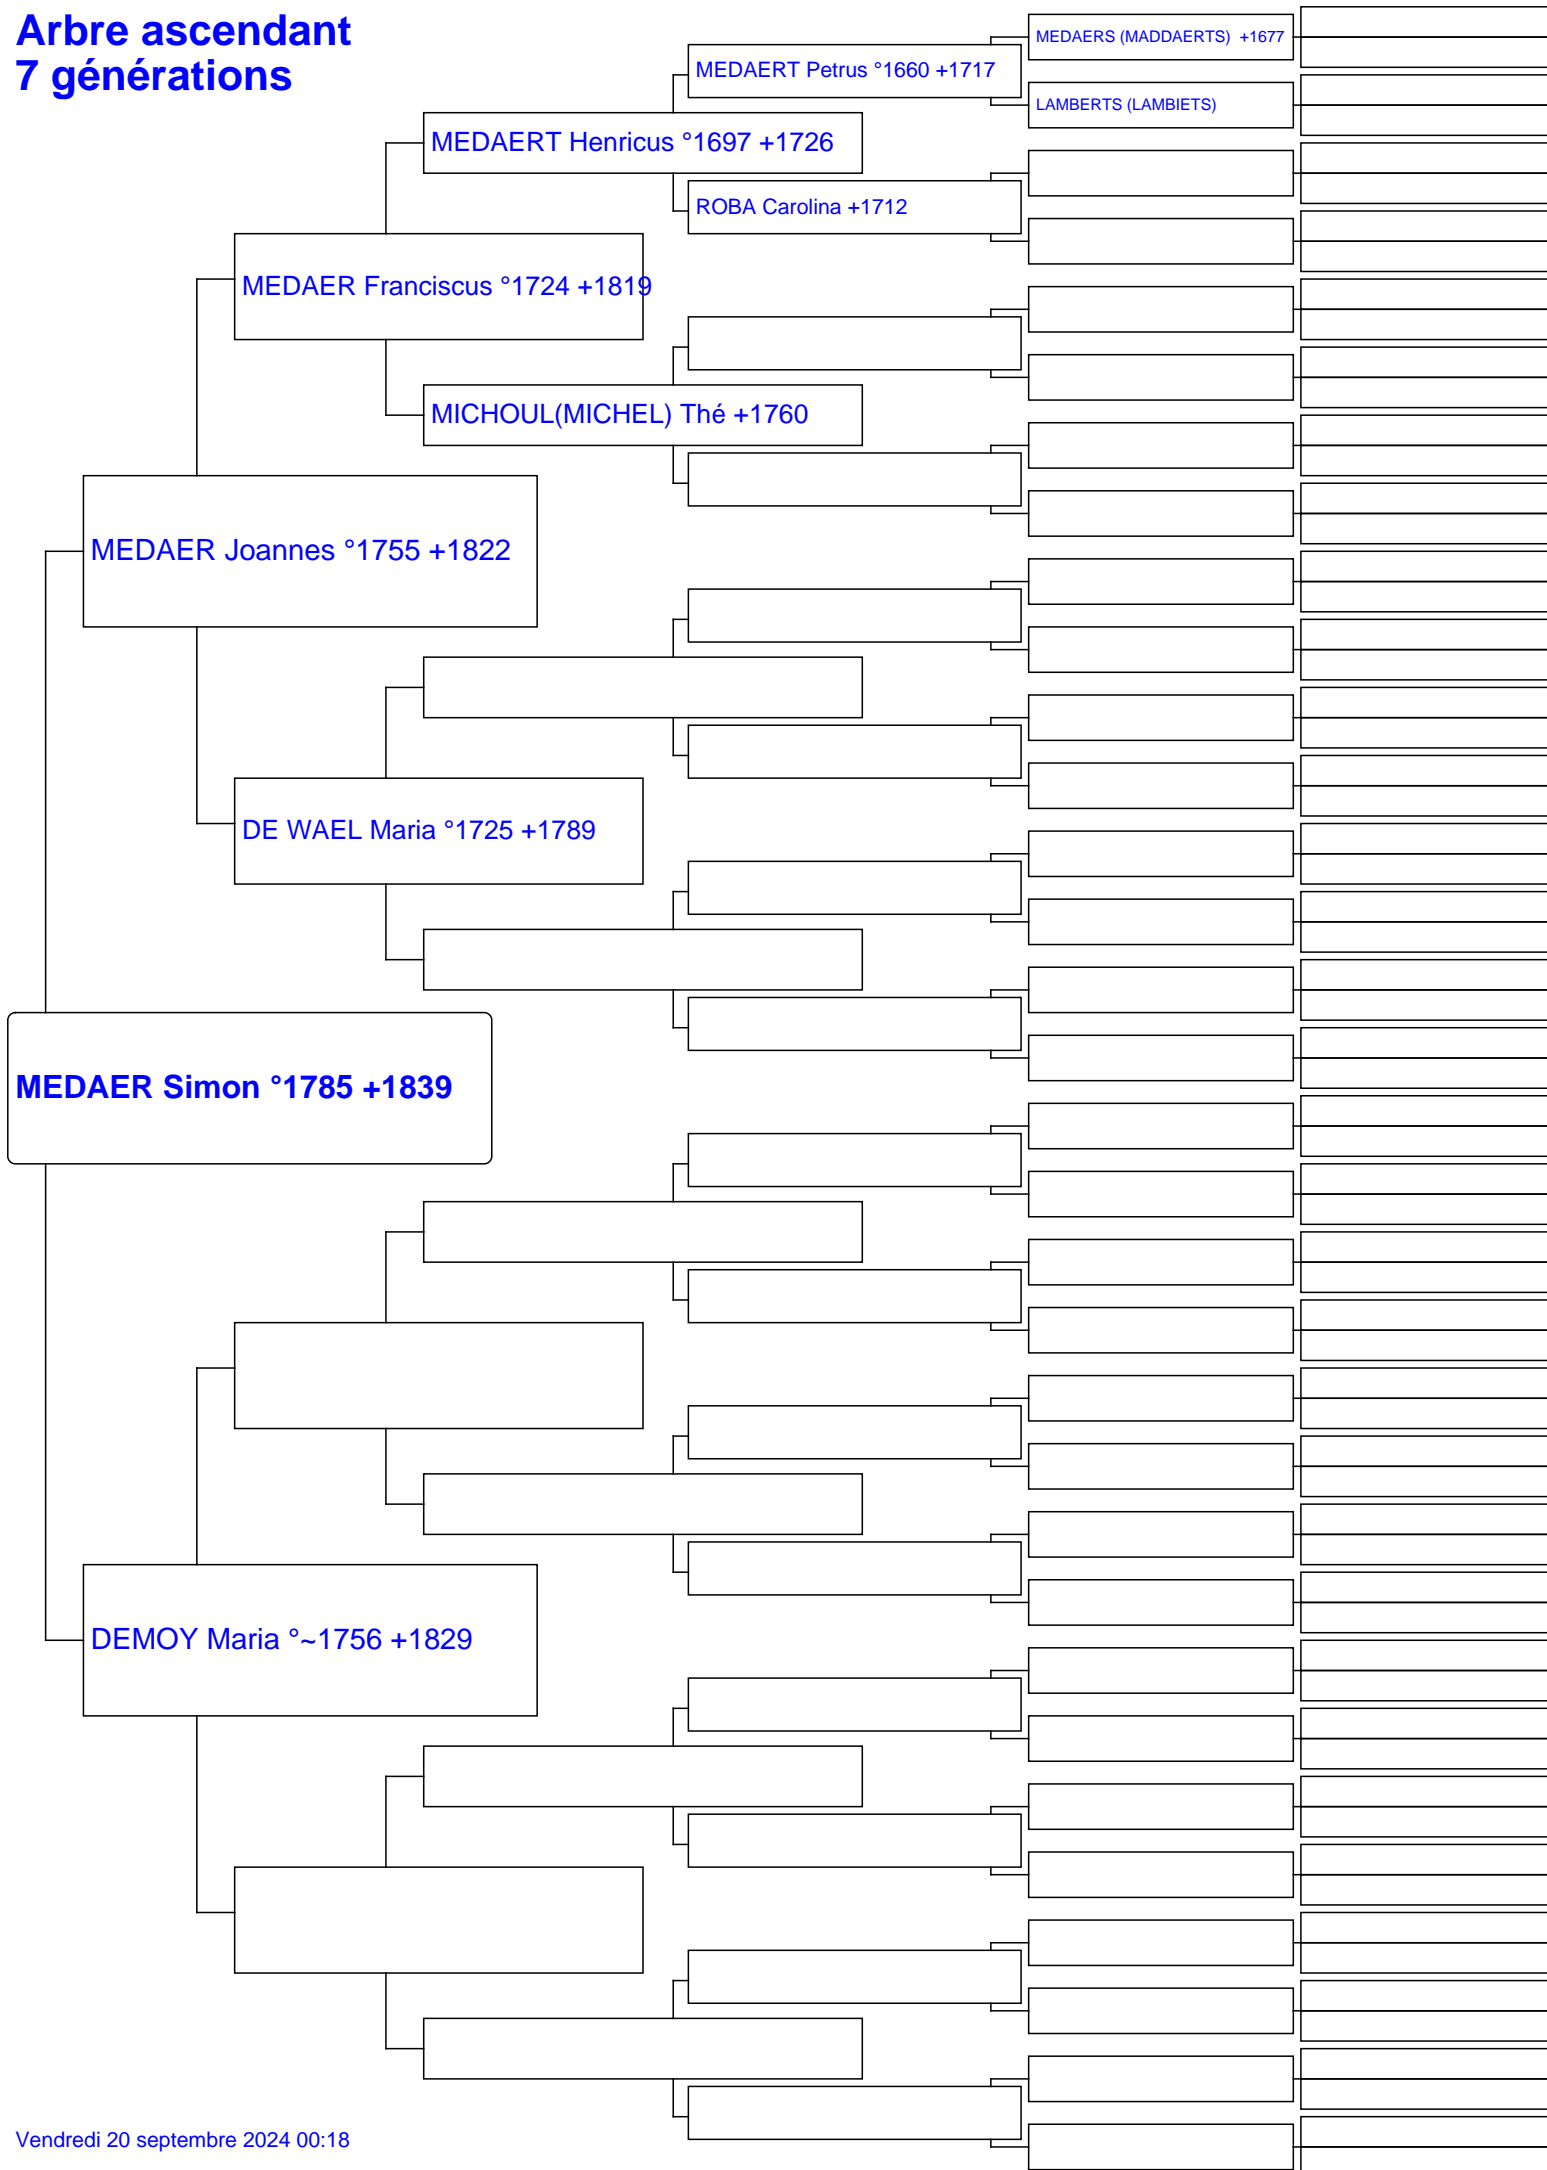 Arbre ascendant
7 générations
MEDAERS (MADDAERTS) +1677
MEDAERT Petrus °1660 +1717
LAMBERTS (LAMBIETS)
MEDAERT Henricus °1697 +1726
ROBA Carolina +1712
MEDAER Franciscus °1724 +1819
MICHOUL(MICHEL) Thé +1760
MEDAER Joannes °1755 +1822
DE WAEL Maria °1725 +1789
MEDAER Simon °1785 +1839
DEMOY Maria °~1756 +1829
Vendredi 20 septembre 2024 00:18